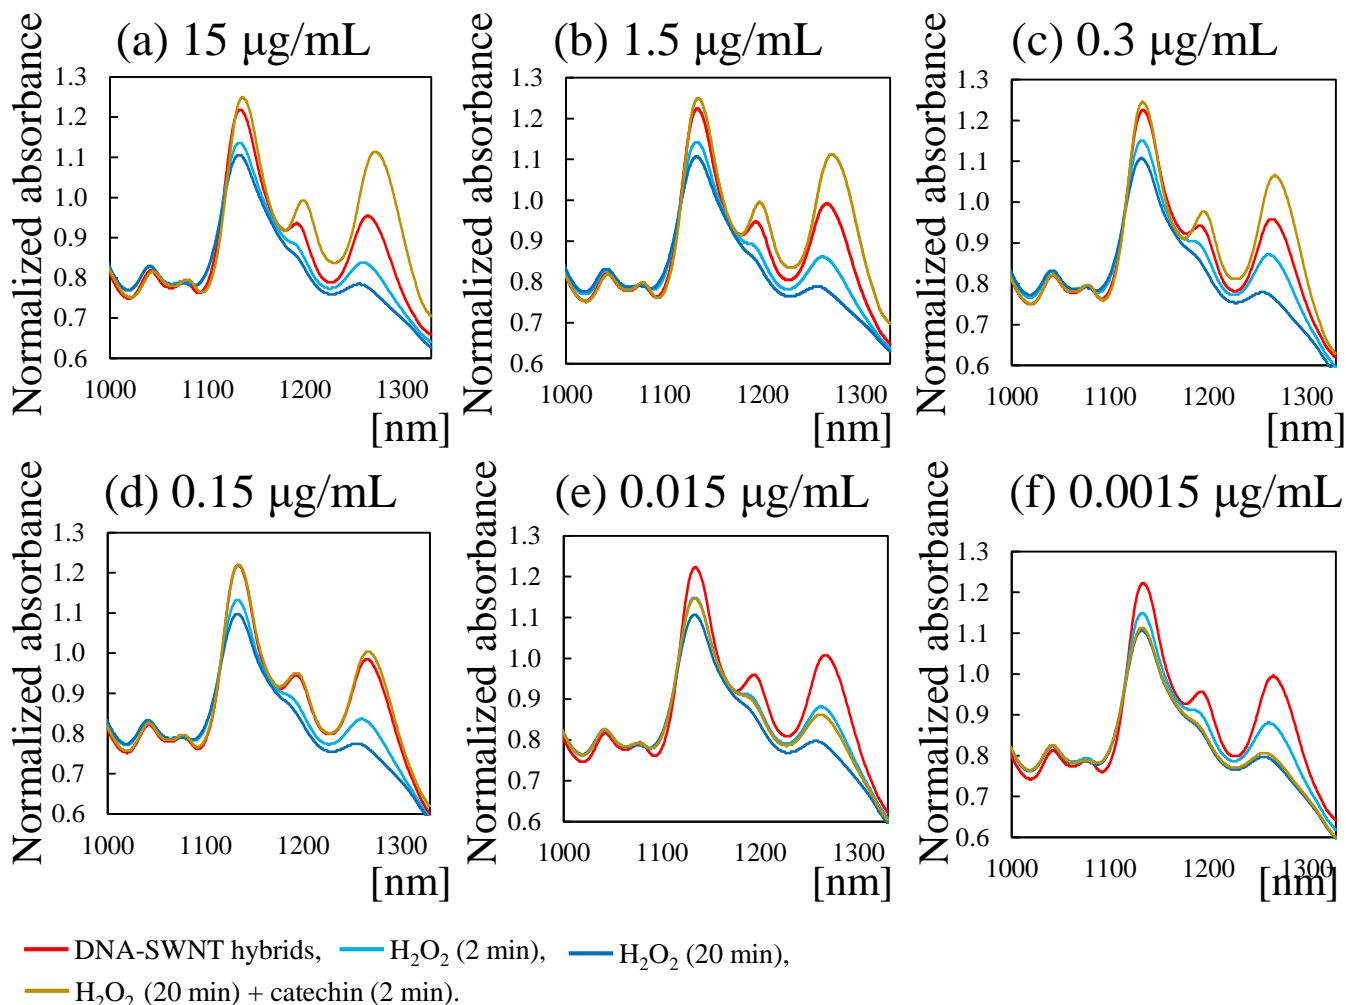 (a) 15 μg/mL
Normalized absorbance
1.3
1.2
1.1
1.0
0.9
0.8
0.7
0.6
1000 1100 1200 1300
[nm]
(b) 1.5 μg/mL
Normalized absorbance
1.3
1.2
1.1
1.0
0.9
0.8
0.7
0.6
1000 1100 1200 1300
[nm]
(c) 0.3 μg/mL
Normalized absorbance
1.3
1.2
1.1
1.0
0.9
0.8
0.7
0.6
1000 1100 1200 1300
[nm]
(d) 0.15 μg/mL
Normalized absorbance
1.3
1.2
1.1
1.0
0.9
0.8
0.7
0.6
1000 1100 1200 1300
[nm]
(e) 0.015 μg/mL
Normalized absorbance
1.3
1.2
1.1
1.0
0.9
0.8
0.7
0.6
1000 1100 1200 1300
[nm]
(f) 0.0015 μg/mL
Normalized absorbance
1.3
1.2
1.1
1.0
0.9
0.8
0.7
0.6
1000 1100 1200 1300
[nm]
DNA-SWNT hybrids, H₂O₂ (2 min), H₂O₂ (20 min),
H₂O₂ (20 min) + catechin (2 min).